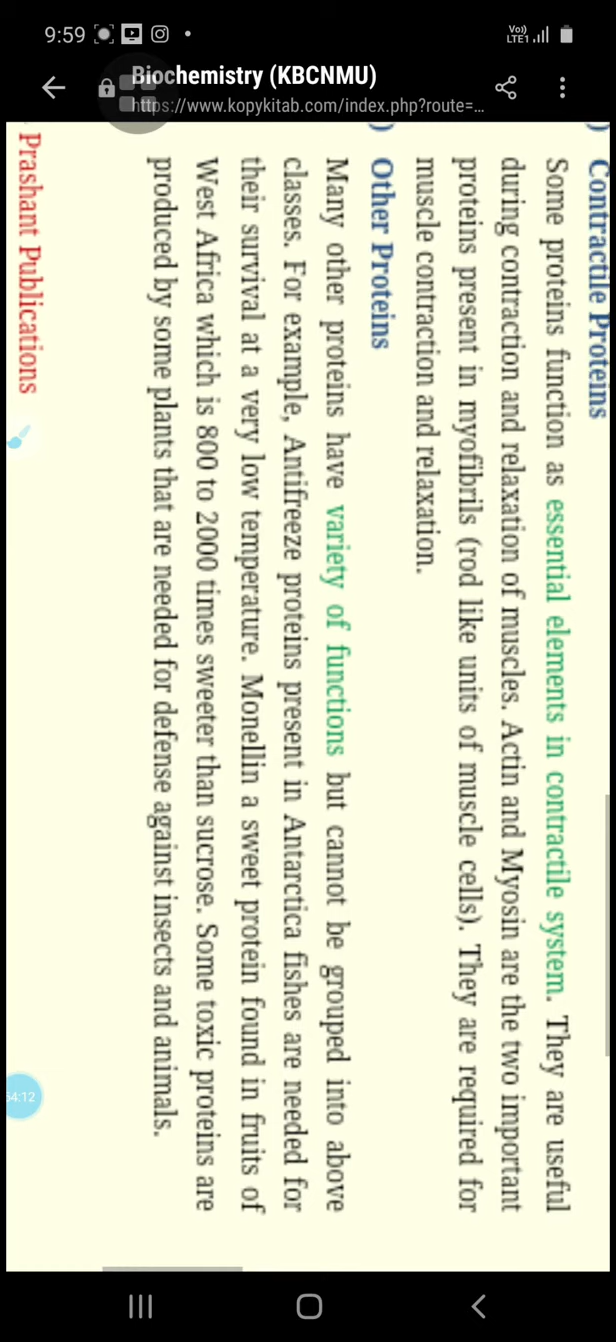 9:59
Vo))
LTE1
Biochemistry (KBCNMU)
https://www.kopykitab.com/index.php?route=...
) Contractile Proteins
Some proteins function as essential elements in contractile system. They are useful
during contraction and relaxation of muscles. Actin and Myosin are the two important
proteins present in myofibrils (rod like units of muscle cells). They are required for
muscle contraction and relaxation.
) Other Proteins
Many other proteins have variety of functions but cannot be grouped into above
classes. For example, Antifreeze proteins present in Antarctica fishes are needed for
their survival at a very low temperature. Monellin a sweet protein found in fruits of
West Africa which is 800 to 2000 times sweeter than sucrose. Some toxic proteins are
produced by some plants that are needed for defense against insects and animals.
Prashant Publications
54:12